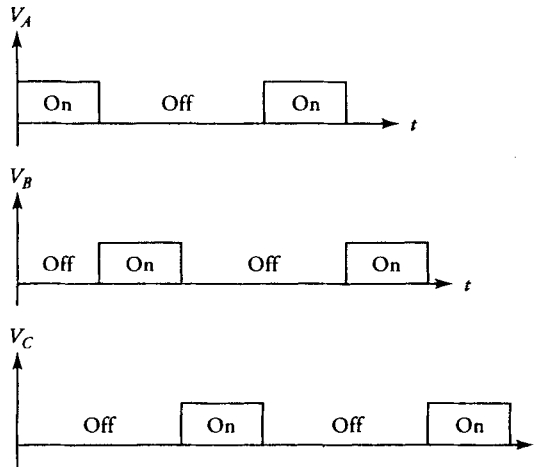 V_A
On Off On
t
V_B
Off On Off On
t
V_C
Off On Off On